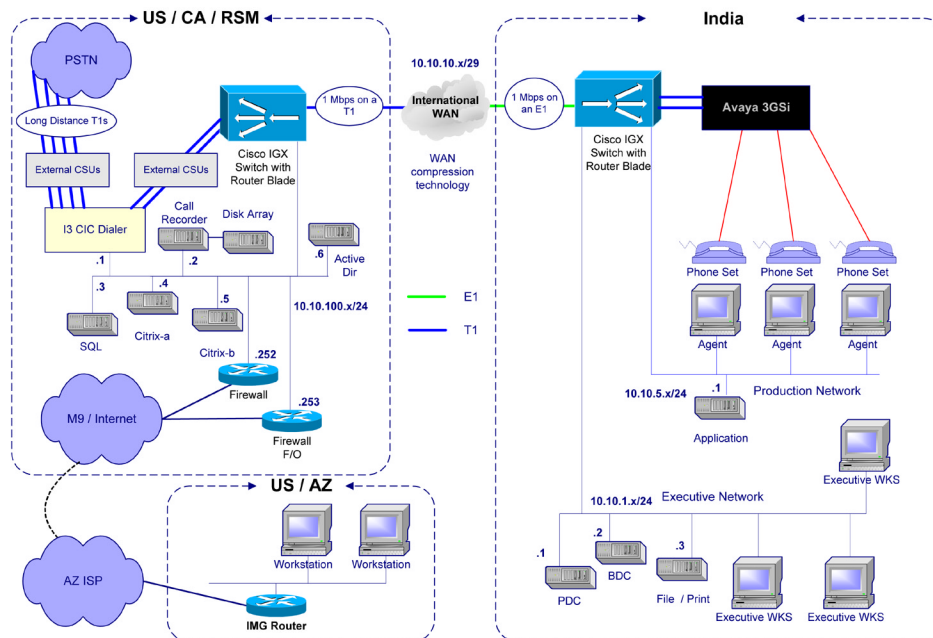 US / CA / RSM
India
PSTN
10.10.10.x/29
Long Distance T1s
1 Mbps on a
T1
International
WAN
1 Mbps on
an E1
Avaya 3GSi
External CSUs
External CSUs
Cisco IGX
Switch with
Router Blade
Cisco IGX
Switch with
Router Blade
WAN
compression
technology
I3 CIC Dialer
Call
Recorder
Disk Array
.1
.2
.6
Active
Dir
Phone Set
Phone Set
Phone Set
.3
.4
.5
10.10.100.x/24
E1
T1
SQL
Citrix-a
Citrix-b
Agent
Agent
Agent
.252
Firewall
10.10.5.x/24
.1
Production Network
Application
M9 / Internet
.253
Firewall
F/O
Executive WKS
US / AZ
10.10.1.x/24
Executive Network
Workstation
Workstation
.1
.2
.3
AZ ISP
PDC
BDC
File / Print
Executive WKS
Executive WKS
IMG Router